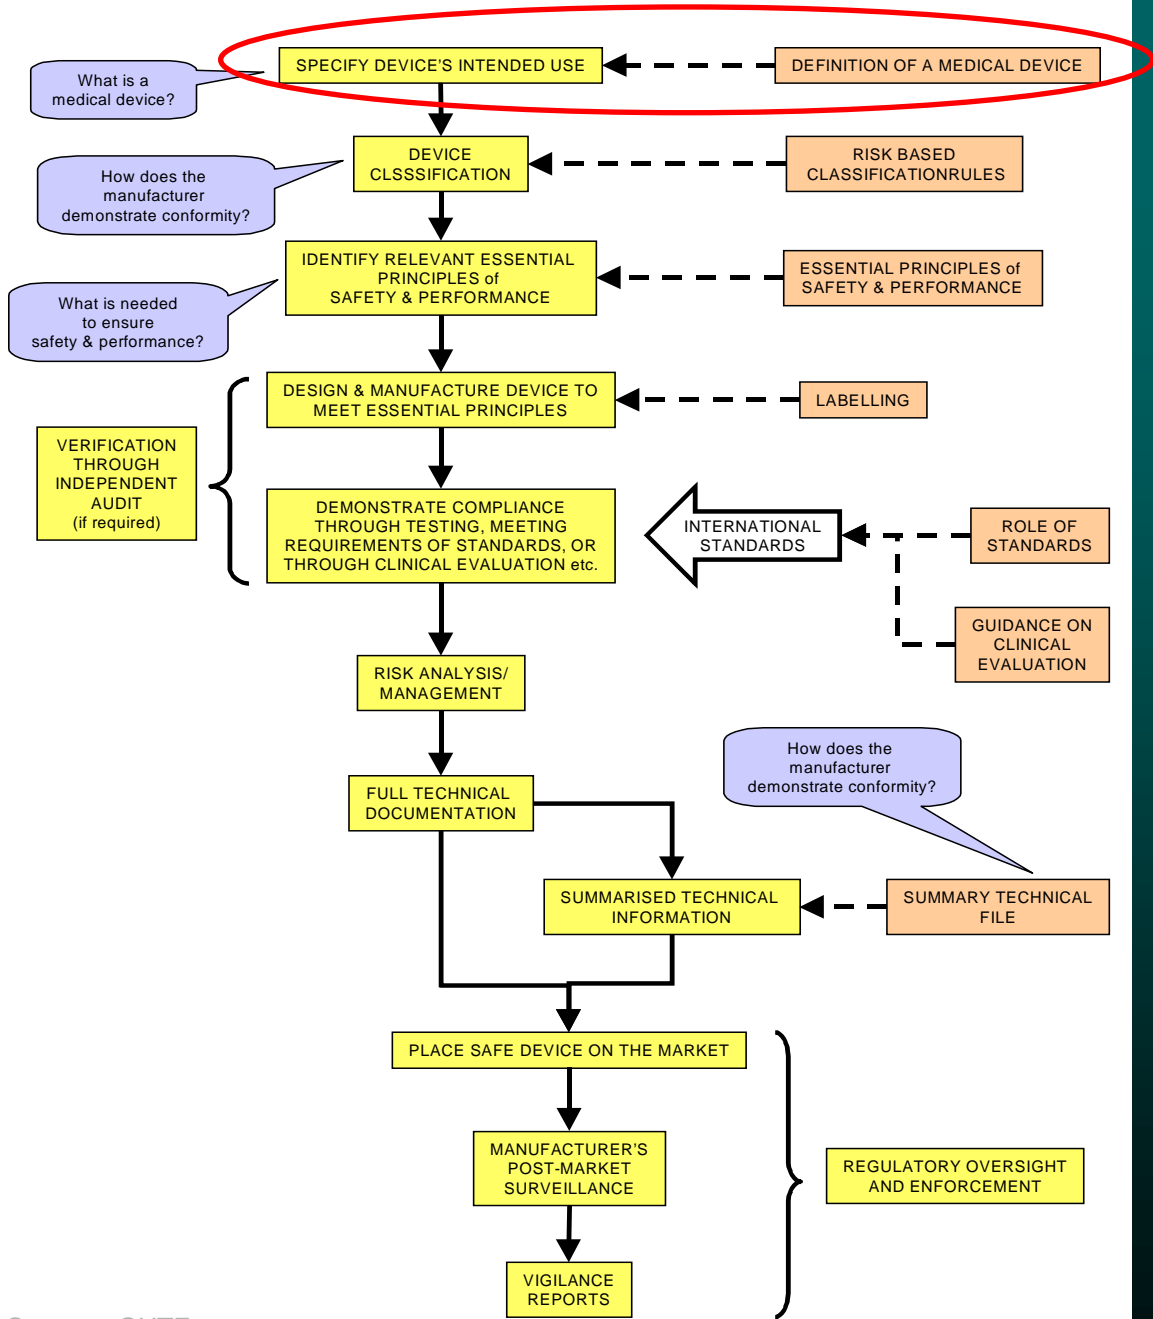 SPECIFY DEVICE'S INTENDED USE
DEFINITION OF A MEDICAL DEVICE
What is a
medical device?
DEVICE
CLSSSIFICATION
RISK BASED
CLASSIFICATIONRULES
How does the
manufacturer
demonstrate conformity?
IDENTIFY RELEVANT ESSENTIAL
PRINCIPLES of
SAFETY & PERFORMANCE
ESSENTIAL PRINCIPLES of
SAFETY & PERFORMANCE
What is needed
to ensure
safety & performance?
DESIGN & MANUFACTURE DEVICE TO
MEET ESSENTIAL PRINCIPLES
LABELLING
VERIFICATION
THROUGH
INDEPENDENT
AUDIT
(if required)
DEMONSTRATE COMPLIANCE
THROUGH TESTING, MEETING
REQUIREMENTS OF STANDARDS, OR
THROUGH CLINICAL EVALUATION etc.
INTERNATIONAL
STANDARDS
ROLE OF
STANDARDS
GUIDANCE ON
CLINICAL
EVALUATION
RISK ANALYSIS/
MANAGEMENT
How does the
manufacturer
demonstrate conformity?
FULL TECHNICAL
DOCUMENTATION
SUMMARISED TECHNICAL
INFORMATION
SUMMARY TECHNICAL
FILE
PLACE SAFE DEVICE ON THE MARKET
MANUFACTURER'S
POST-MARKET
SURVEILLANCE
REGULATORY OVERSIGHT
AND ENFORCEMENT
VIGILANCE
REPORTS